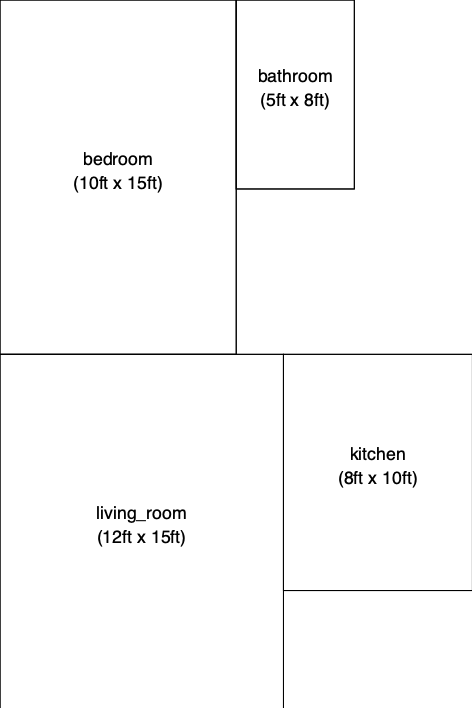 bathroom
(5ft x 8ft)
bedroom
(10ft x 15ft)
kitchen
(8ft x 10ft)
living_room
(12ft x 15ft)